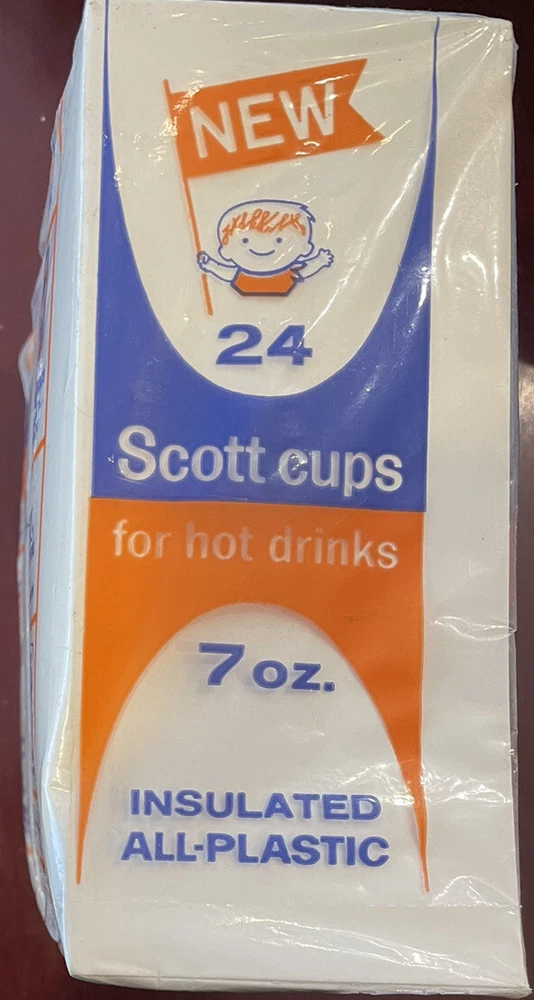 NEW
24
Scott cups
for hot drinks
7 oz.
INSULATED
ALL-PLASTIC